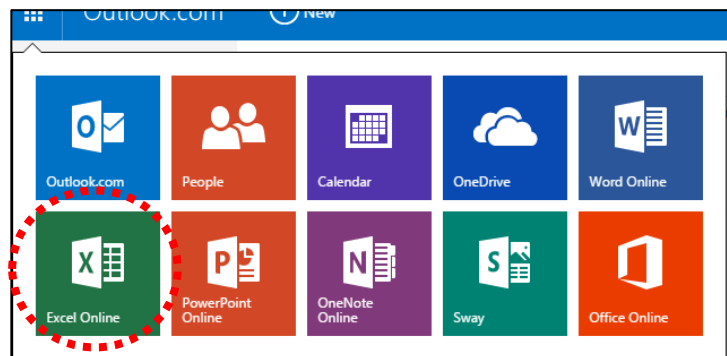 Outlook.com New
Outlook.com People Calendar OneDrive Word Online
Excel Online PowerPoint Online OneNote Online Sway Office Online